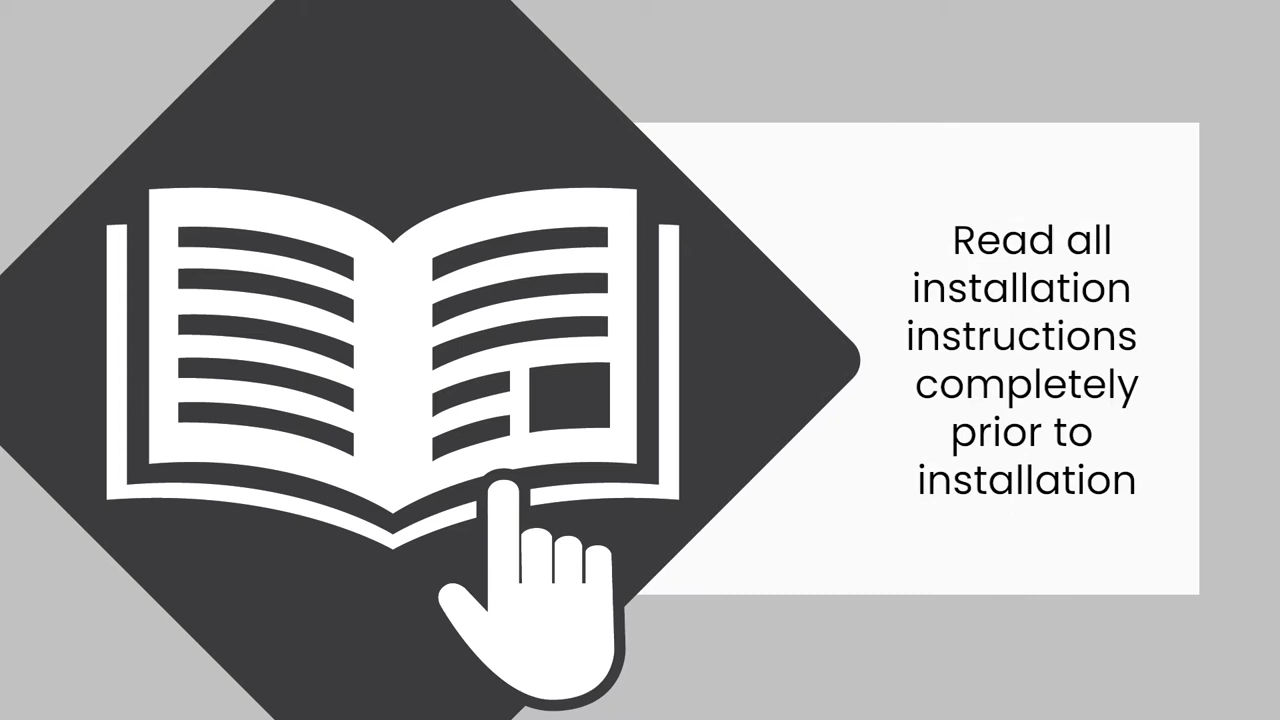 Read all
installation
instructions
completely
prior to
installation